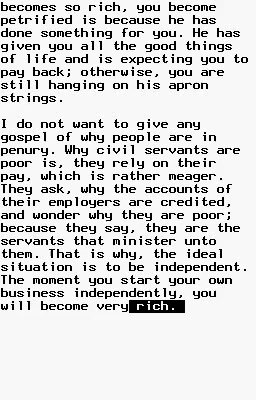 becomes so rich, you become
petrified is because he has
done something for you. He has
given you all the good things
of life and is expecting you to
pay back; otherwise, you are
still hanging on his apron
strings.

I do not want to give any
gospel of why people are in
penury. Why civil servants are
poor is, they rely on their
pay, which is rather meager.
They ask, why the accounts of
their employers are credited,
and wonder why they are poor;
because they say, they are the
servants that minister unto
them. That is why, the ideal
situation is to be independent.
The moment you start your own
business independently, you
will become very rich.